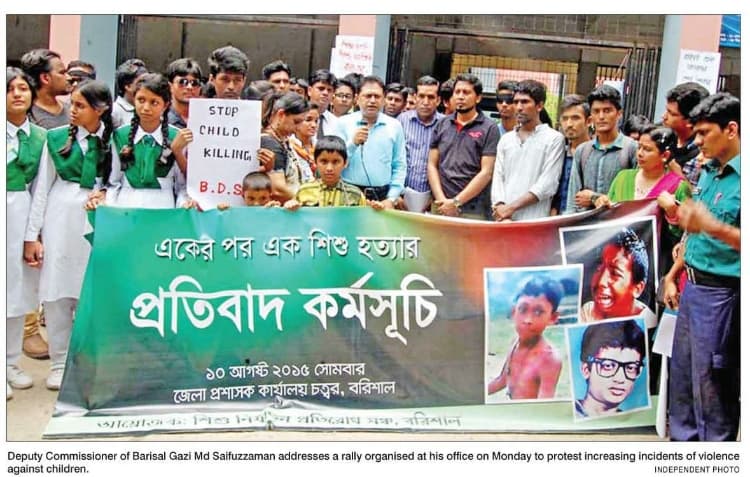 STOP
CHILD
KILLING
B.D.S
একের পর এক শিশু হত্যার
প্রতিবাদ কর্মসূচি
১০ আগস্ট ২০১৫ সোমবার
জেলা প্রশাসক কার্যালয় চত্বর, বরিশাল
আয়োজক: শিশু নির্যাতন প্রতিরোধ মঞ্চ, বরিশাল
Deputy Commissioner of Barisal Gazi Md Saifuzzaman addresses a rally organised at his office on Monday to protest increasing incidents of violence
against children.
INDEPENDENT PHOTO